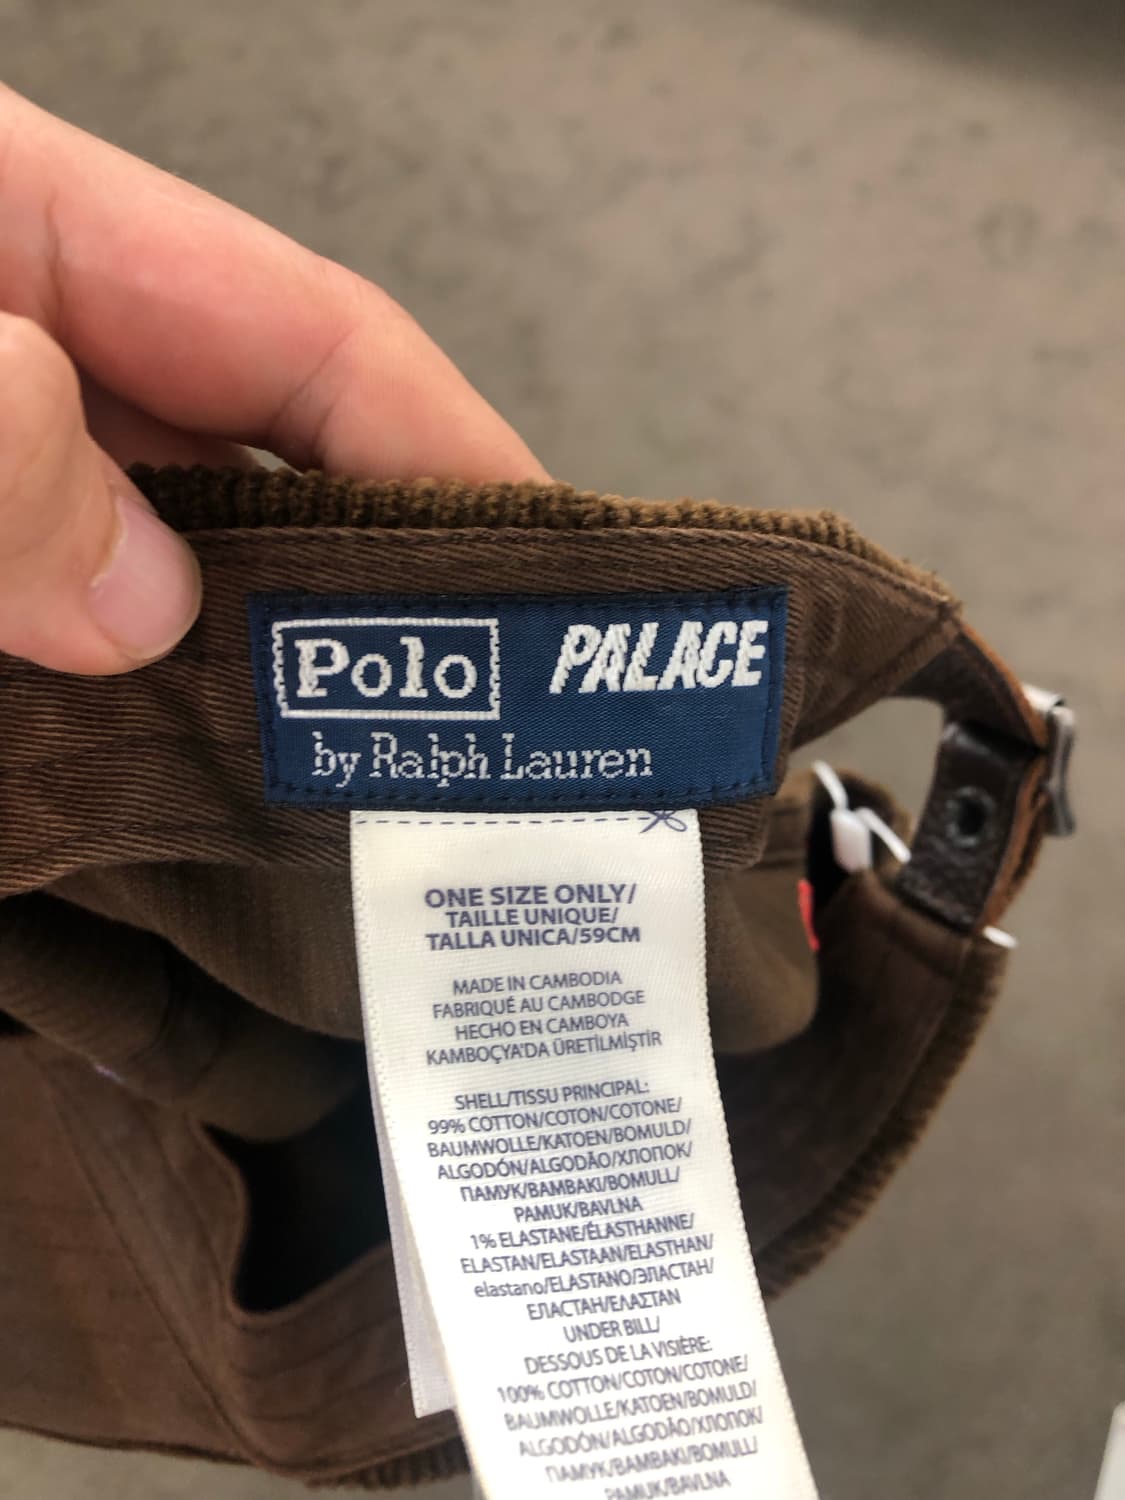 Polo PALACE
by Ralph Lauren
ONE SIZE ONLY/
TAILLE UNIQUE/
TALLA UNICA/59CM
MADE IN CAMBODIA
FABRIQUÉ AU CAMBODGE
HECHO EN CAMBOYA
KAMBOÇYA'DA ÜRETİLMİŞTİR
SHELL/TISSU PRINCIPAL:
99% COTTON/COTON/COTONE/
BAUMWOLLE/KATOEN/BOMULD/
ALGODÓN/ALGODÃO/ХЛОПОК/
ПАМУК/ΒΑΜΒΑΚΙ/BOMULL/
PAMUK/BAVLNA
1% ELASTANE/ÉLASTHANNE/
ELASTAN/ELASTAAN/ELASTHAN/
elastano/ELASTANO/ЭЛАСТАН/
ЕЛАСТАН/ΕΛΑΣΤΑΝ
UNDER BILL/
DESSOUS DE LA VISIÈRE:
100% COTTON/COTON/COTONE/
BAUMWOLLE/KATOEN/BOMULD/
ALGODÓN/ALGODÃO/ХЛОПОК/
ПАМУК/ΒΑΜΒΑΚΙ/BOMULL/
PAMUK/BAVLNA